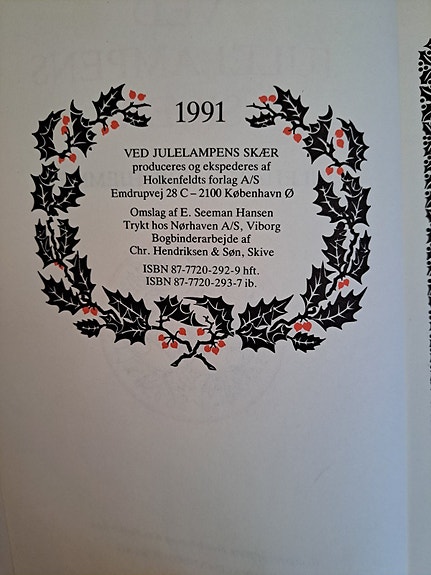 1991
VED JULELAMPENS SKÆR
produceres og ekspederes af
Holkenfeldts forlag A/S
Emdrupvej 28 C – 2100 København Ø
Omslag af E. Seeman Hansen
Trykt hos Nørhaven A/S, Viborg
Bogbinderarbejde af
Chr. Hendriksen & Søn, Skive
ISBN 87-7720-292-9 hft.
ISBN 87-7720-293-7 ib.